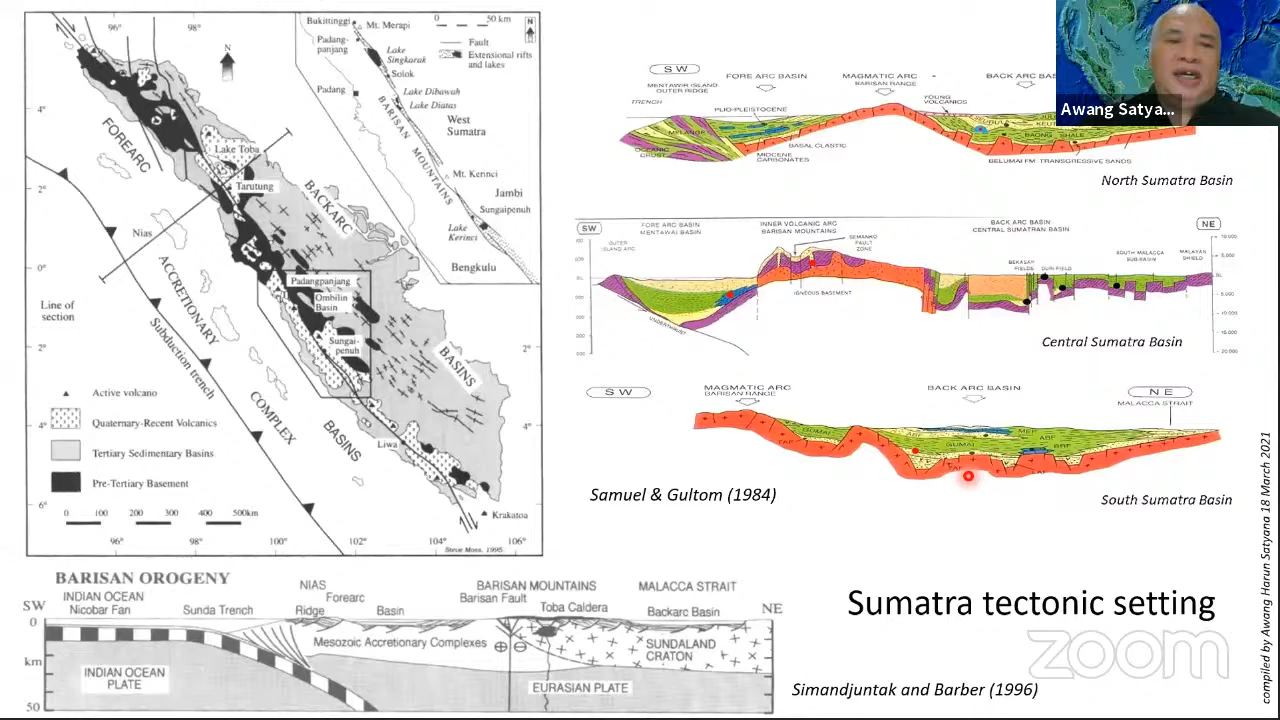 96° 98° 100° 102°
N
4°
2°
0°
2°
4°
6°
FOREARC
Lake Toba
Tarutung
BACKARC
Nias
ACCRETIONARY
COMPLEX
Subduction trench
Line of
section
Padangpanjang
Ombilin
Basin
Sungai-
penuh
BASINS
BASINS
Liwa
Krakatoa
Active volcano
Quaternary-Recent Volcanics
Tertiary Sedimentary Basins
Pre-Tertiary Basement
0 100 200 300 400 500km
96° 98° 100° 102° 104° 106°
Steve Moss. 1995.
2°
4°
Bukittinggi
Mt. Merapi
Padang-
panjang
Lake
Singkarak
Solok
Padang
Lake Dibawah
Lake Diatas
BARISAN
MOUNTAINS
West
Sumatra
Mt. Kerinci
Jambi
Sungaipenuh
Lake
Kerinci
Bengkulu
0 50 km
N
Fault
Extensional rifts
and lakes
SW
MENTAWIR ISLAND
OUTER RIDGE
TRENCH
FORE ARC BASIN
MAGMATIC ARC
BARISAN RANGE
BACK ARC BAS
PLIO-PLEISTOCENE
YOUNG
VOLCANICS
MELANGE
OCEANIC
CRUST
BASAL CLASTIC
MIOCENE
CARBONATES
BAONG SHALE
BELUMAI FM. TRANSGRESSIVE SANDS
North Sumatra Basin
Awang Satya...
SW
FORE ARC BASIN
MENTAWAI BASIN
INNER VOLCANIC ARC
BARISAN MOUNTAINS
BACK ARC BASIN
CENTRAL SUMATRAN BASIN
NE
OUTER
ISLAND ARC
SEMANKO
FAULT
ZONE
BEKASAP
FIELDS
DURI FIELD
SOUTH MALACCA
SUB-BASIN
MALAYAN
SHIELD
IGNEOUS BASEMENT
UNDERTHRUST
Central Sumatra Basin
SW
MAGMATIC ARC
BARISAN RANGE
BACK ARC BASIN
NE
MALACCA STRAIT
GUMAI
GUMAI
Samuel & Gultom (1984)
South Sumatra Basin
BARISAN OROGENY
SW
INDIAN OCEAN
Nicobar Fan
Sunda Trench
NIAS
Ridge
Forearc
Basin
BARISAN MOUNTAINS
Barisan Fault
Toba Caldera
MALACCA STRAIT
Backarc Basin
NE
0
km
50
Mesozoic Accretionary Complexes
SUNDALAND
CRATON
INDIAN OCEAN
PLATE
EURASIAN PLATE
Simandjuntak and Barber (1996)
Sumatra tectonic setting
zoom
compiled by Awang Harun Satyana 18 March 2021